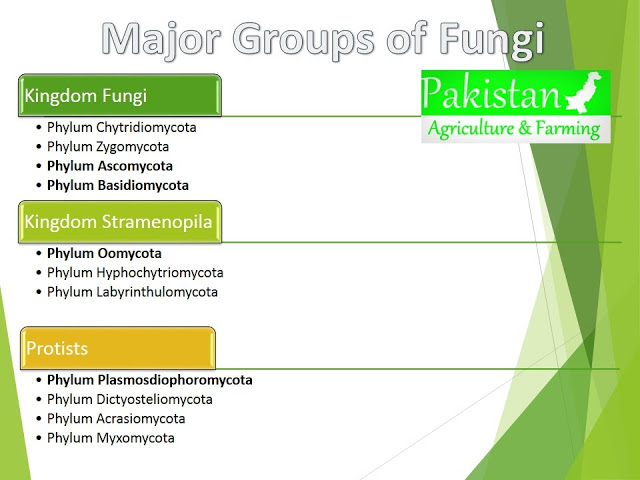 Major Groups of Fungi
Pakistan
Agriculture & Farming
Kingdom Fungi
• Phylum Chytridiomycota
• Phylum Zygomycota
• Phylum Ascomycota
• Phylum Basidiomycota
Kingdom Stramenopila
• Phylum Oomycota
• Phylum Hyphochytriomycota
• Phylum Labyrinthulomycota
Protists
• Phylum Plasmosdiophoromycota
• Phylum Dictyosteliomycota
• Phylum Acrasiomycota
• Phylum Myxomycota